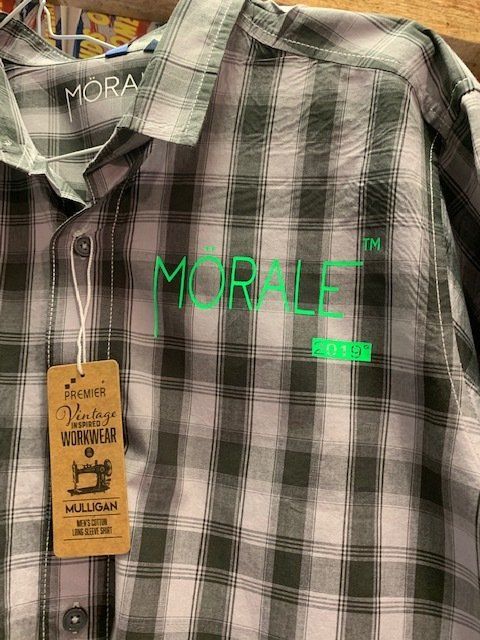 MÖRALE
MÖRALE™
2019
PREMIER
Vintage
INSPIRED
WORKWEAR
MULLIGAN
MEN'S COTTON
LONG SLEEVE SHIRT